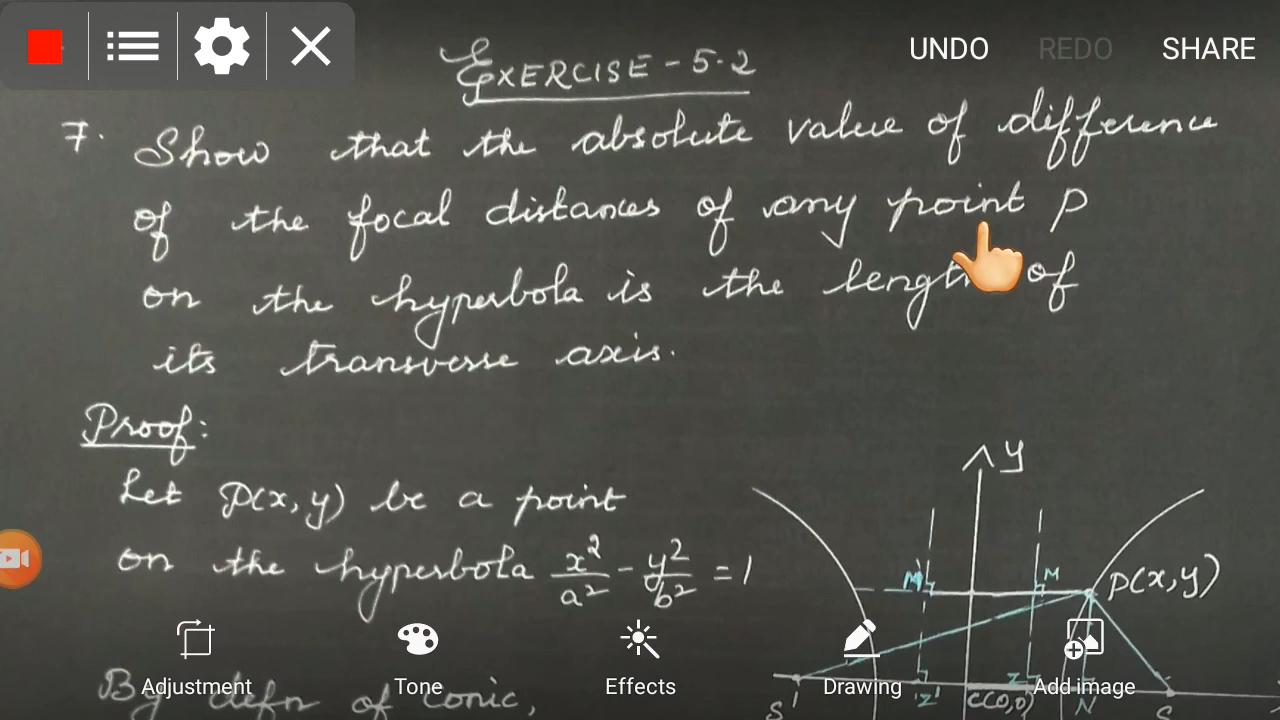 UNDO REDO SHARE
EXERCISE - 5.2
7. Show that the absolute value of difference
of the focal distances of any point P
on the hyperbola is the length of
its transverse axis.
Proof:
Let P(x, y) be a point
on the hyperbola x²/a² - y²/b² = 1
By defn of Conic,
y
M' M P(x, y)
S' Z' C(0,0) Z N S
Adjustment Tone Effects Drawing Add image